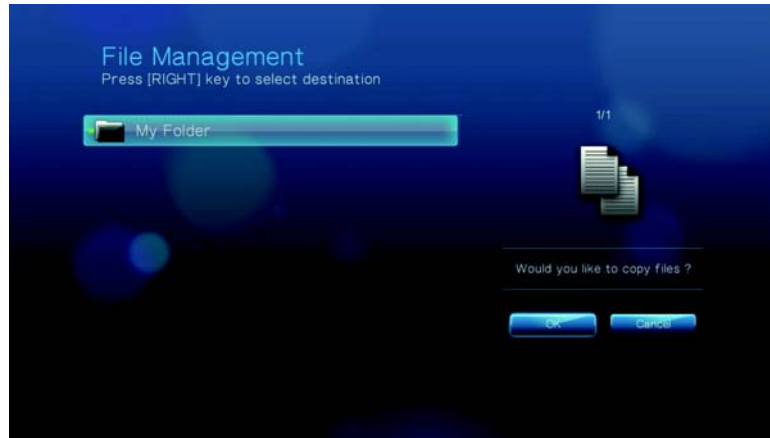 File Management
Press [RIGHT] key to select destination
My Folder
1/1
Would you like to copy files ?
OK
Cancel